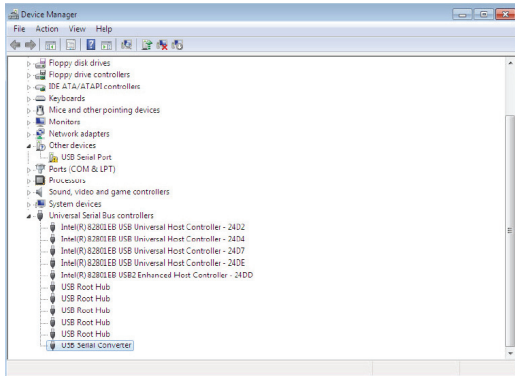 Device Manager
File Action View Help
Floppy disk drives
Floppy drive controllers
IDE ATA/ATAPI controllers
Keyboards
Mice and other pointing devices
Monitors
Network adapters
Other devices
USB Serial Port
Ports (COM & LPT)
Processors
Sound, video and game controllers
System devices
Universal Serial Bus controllers
Intel(R) 82801EB USB Universal Host Controller - 24D2
Intel(R) 82801EB USB Universal Host Controller - 24D4
Intel(R) 82801EB USB Universal Host Controller - 24D7
Intel(R) 82801EB USB Universal Host Controller - 24DE
Intel(R) 82801EB USB2 Enhanced Host Controller - 24DD
USB Root Hub
USB Root Hub
USB Root Hub
USB Root Hub
USB Root Hub
USB Serial Converter